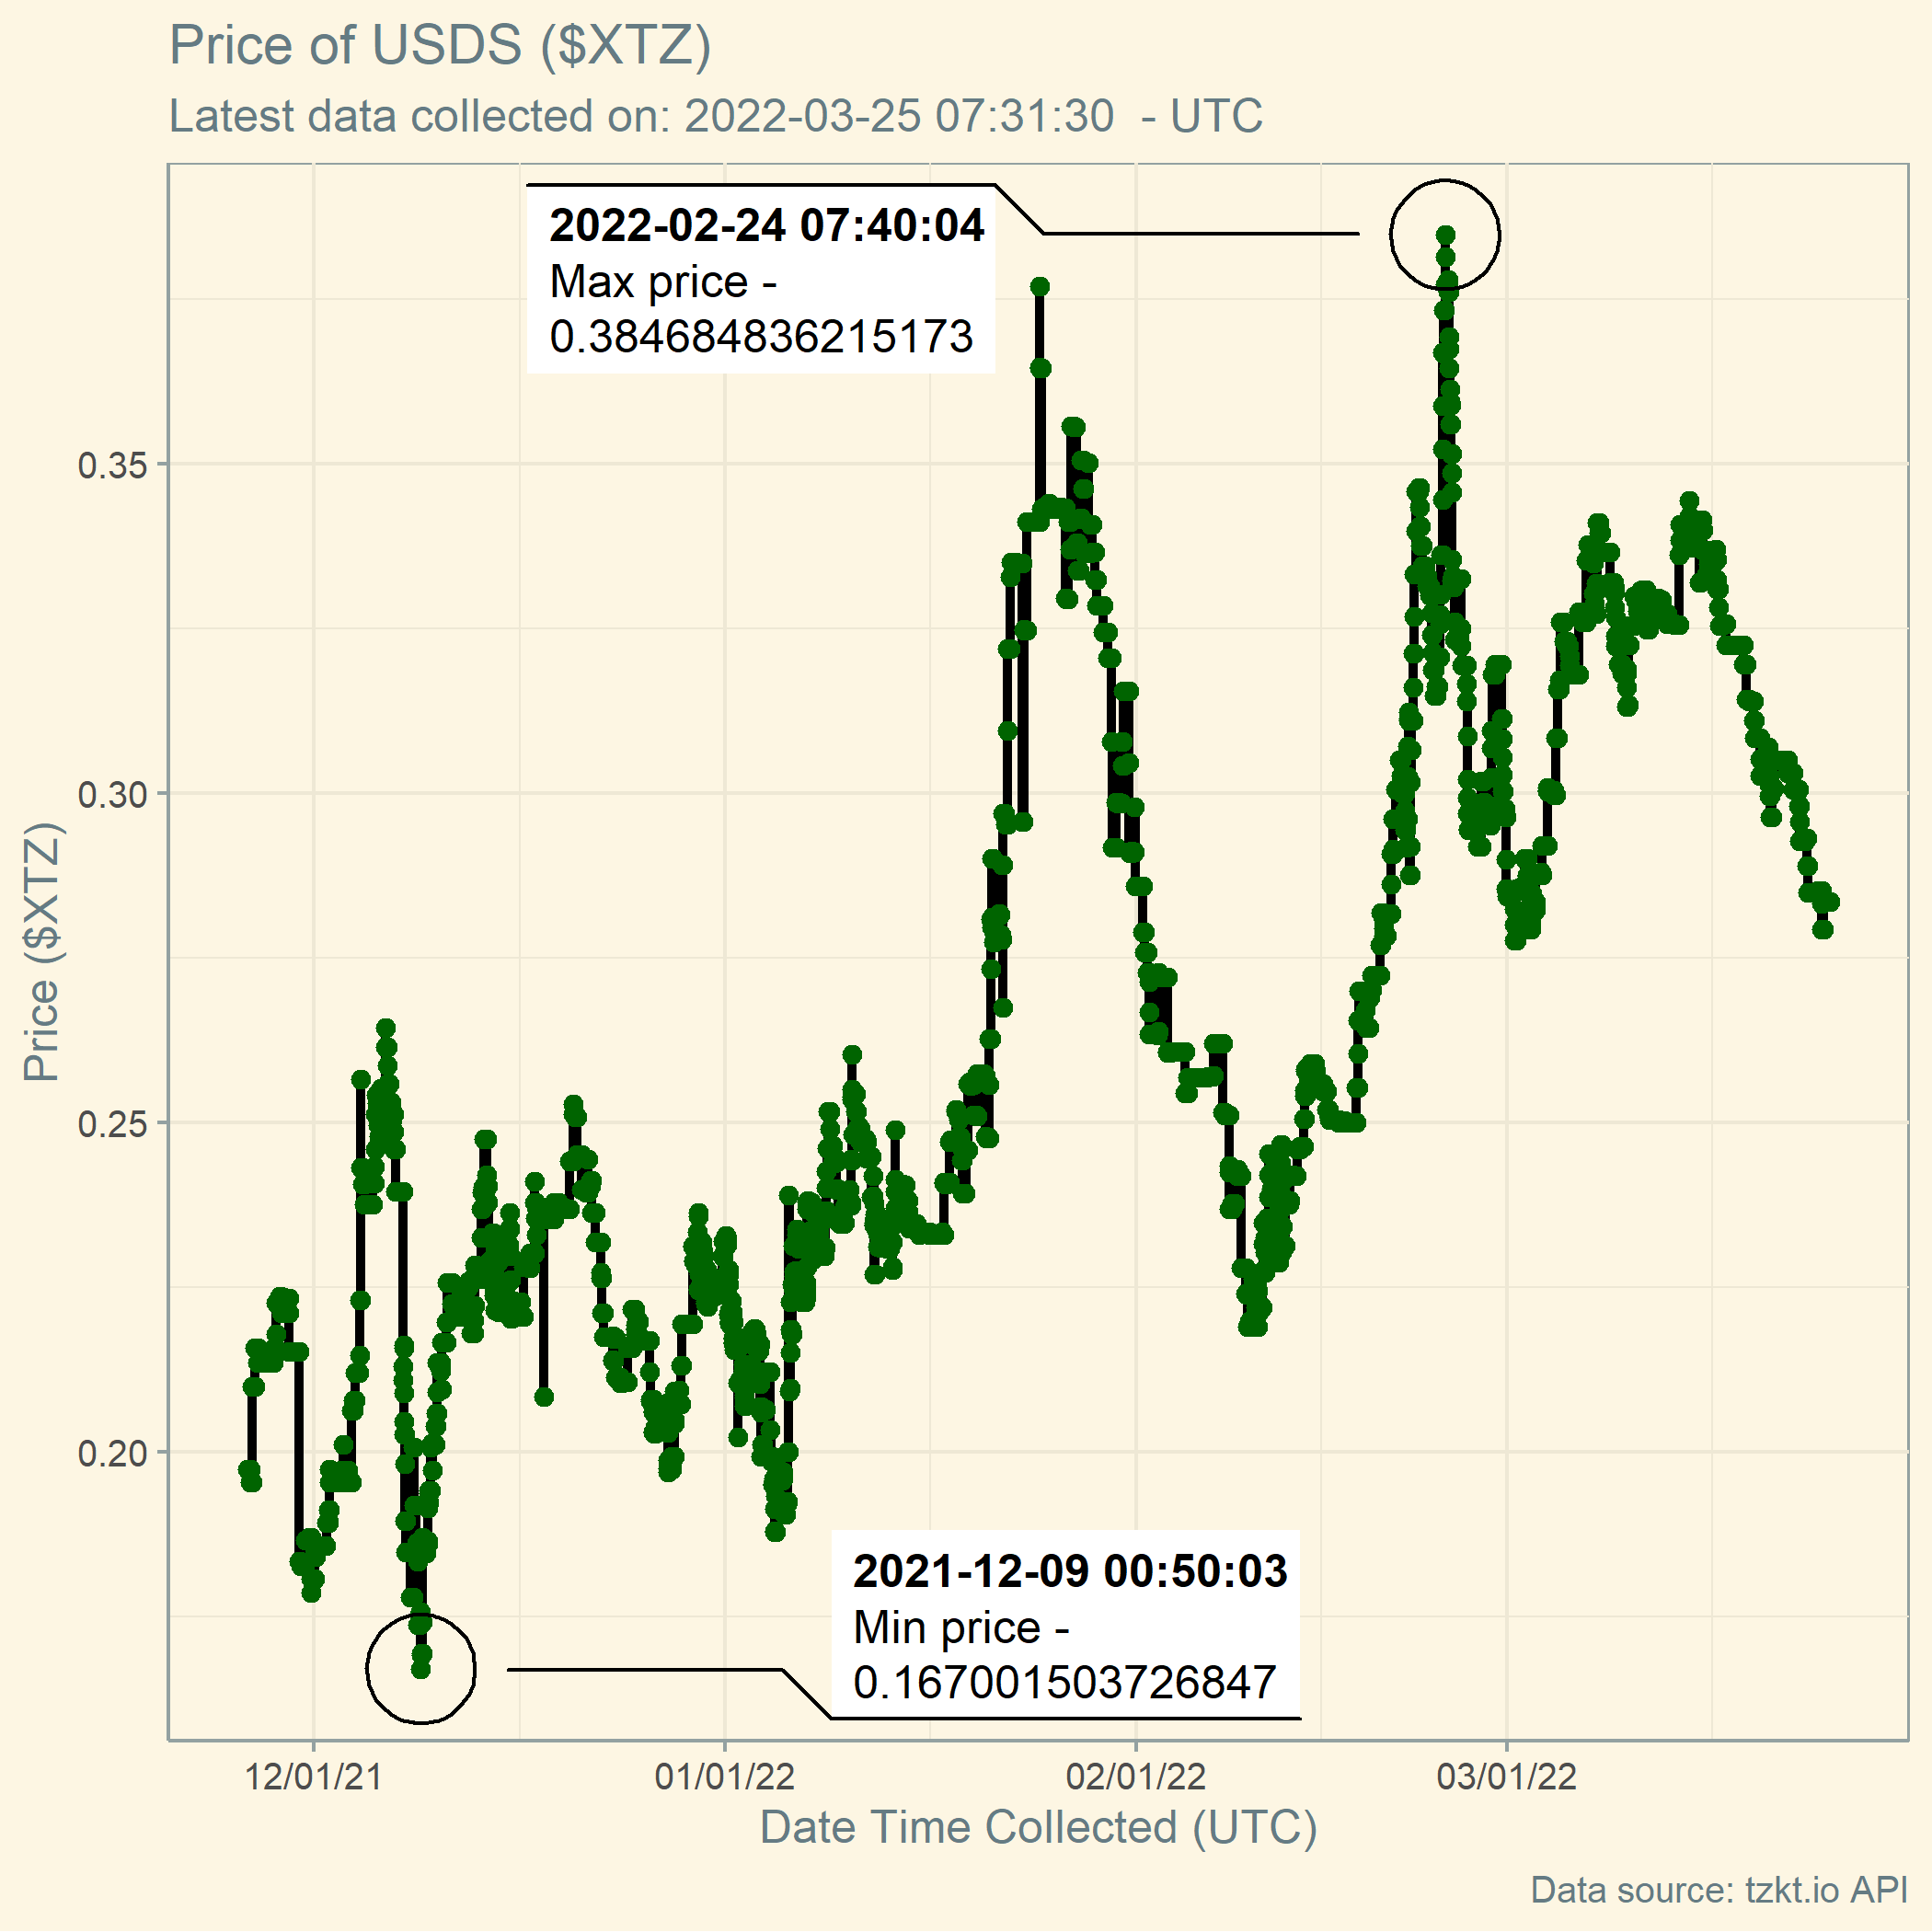 Price of USDS ($XTZ)
Latest data collected on: 2022-03-25 07:31:30  - UTC
2022-02-24 07:40:04
Max price -
0.384684836215173
0.35
0.30
0.25
0.20
Price ($XTZ)
2021-12-09 00:50:03
Min price -
0.167001503726847
12/01/21
01/01/22
02/01/22
03/01/22
Date Time Collected (UTC)
Data source: tzkt.io API